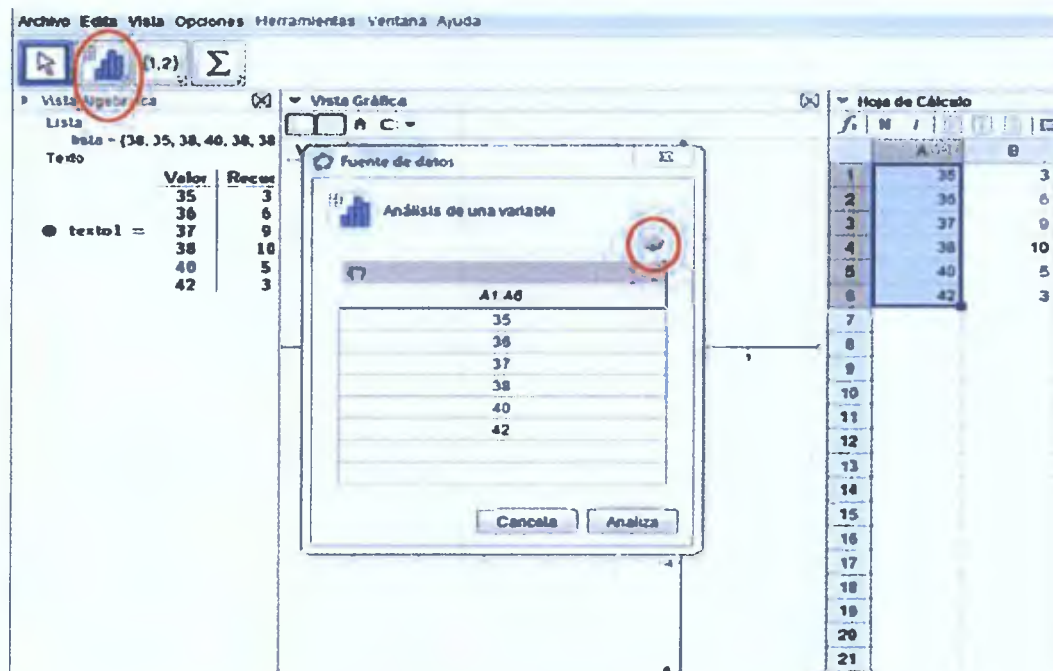 Archivo Edita Vista Opciones Herramientas Ventana Ayuda
{1,2} Σ
Vista Algebraica
Lista
lista = {38, 35, 38, 40, 38, 38
Texto
Valor Recue
35 3
36 6
texto1 = 37 9
38 10
40 5
42 3
Vista Gráfica
Fuente de datos
Análisis de una variable
A1:A6
35
36
37
38
40
42
Cancela Analiza
Hoja de Cálculo
fx N I
A B
1 35 3
2 36 6
3 37 9
4 38 10
5 40 5
6 42 3
7
8
9
10
11
12
13
14
15
16
17
18
19
20
21